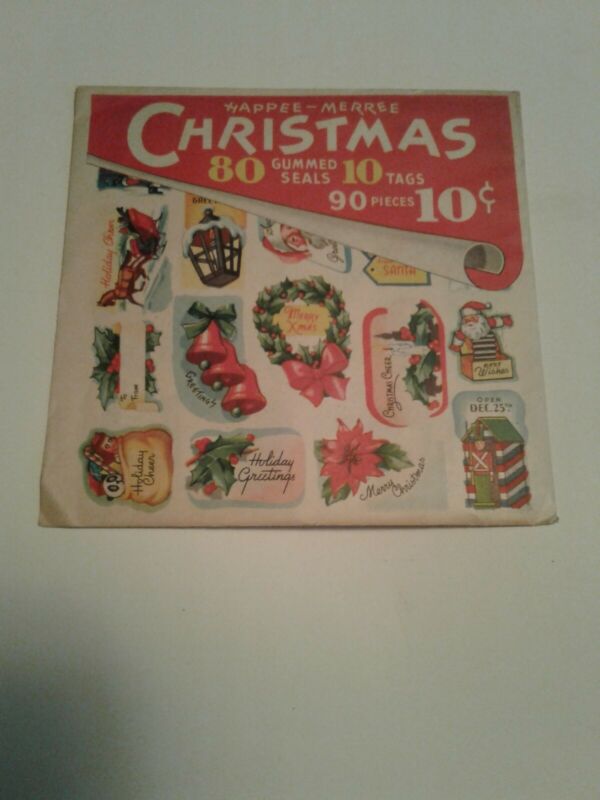 HAPPEE-MERREE
CHRISTMAS
80 GUMMED SEALS 10 TAGS
90 PIECES 10¢
Holiday Cheer
SANTA
Merry Xmas
To
From
GREETINGS
CHRISTMAS CHEER
BEST Wishes
OPEN
DEC. 25TH
Holiday Cheer
Holiday Greetings
Merry Christmas